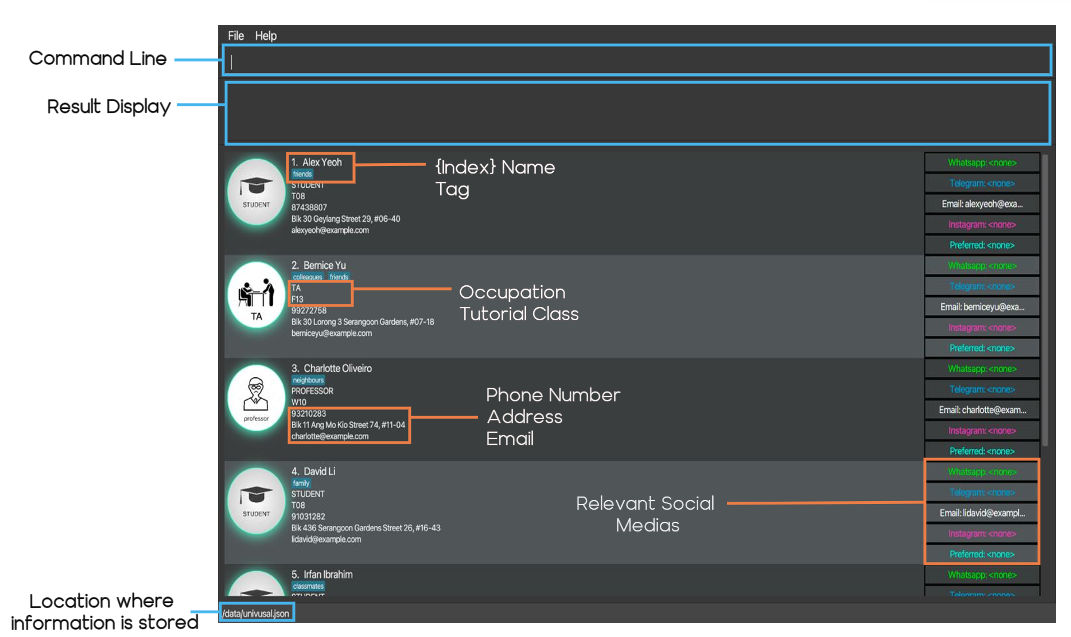 File Help
Command Line
Result Display
1. Alex Yeoh
friends
STUDENT
T08
87438807
Blk 30 Geylang Street 29, #06-40
alexyeoh@example.com
STUDENT
{Index} Name
Tag
Whatsapp: <none>
Telegram: <none>
Email: alexyeoh@exa...
Instagram: <none>
Preferred: <none>
2. Bernice Yu
colleagues friends
TA
F13
99272758
Blk 30 Lorong 3 Serangoon Gardens, #07-18
berniceyu@example.com
TA
Occupation
Tutorial Class
Whatsapp: <none>
Telegram: <none>
Email: berniceyu@exa...
Instagram: <none>
Preferred: <none>
3. Charlotte Oliveiro
neighbours
PROFESSOR
W10
93210283
Blk 11 Ang Mo Kio Street 74, #11-04
charlotte@example.com
professor
Phone Number
Address
Email
Whatsapp: <none>
Telegram: <none>
Email: charlotte@exam...
Instagram: <none>
Preferred: <none>
4. David Li
family
STUDENT
T08
91031282
Blk 436 Serangoon Gardens Street 26, #16-43
lidavid@example.com
STUDENT
Relevant Social
Medias
Whatsapp: <none>
Telegram: <none>
Email: lidavid@exampl...
Instagram: <none>
Preferred: <none>
5. Irfan Ibrahim
classmates
STUDENT
Whatsapp: <none>
Telegram: <none>
Location where
information is stored
/data/univusal.json